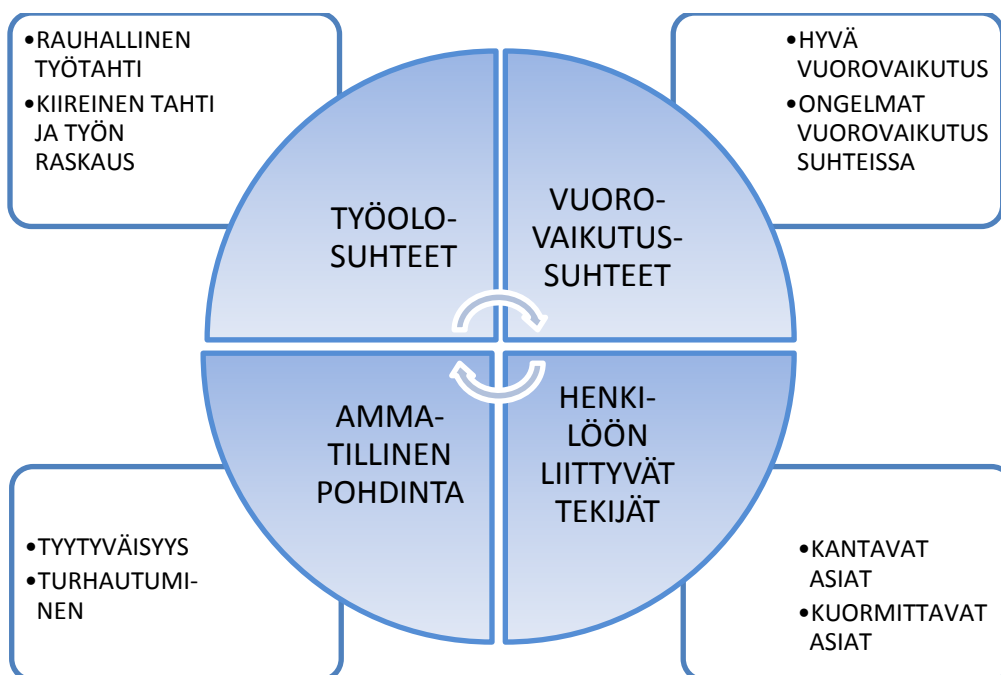 •RAUHALLINEN
TYÖTAHTI
•KIIREINEN TAHTI
JA TYÖN
RASKAUS
•HYVÄ
VUOROVAIKUTUS
•ONGELMAT
VUOROVAIKUTUS
SUHTEISSA
TYÖOLO-
SUHTEET
VUORO-
VAIKUTUS-
SUHTEET
AMMA-
TILLINEN
POHDINTA
HENKI-
LÖÖN
LIITTYVÄT
TEKIJÄT
•TYYTYVÄISYYS
•TURHAUTUMI-
NEN
•KANTAVAT
ASIAT
•KUORMITTAVAT
ASIAT